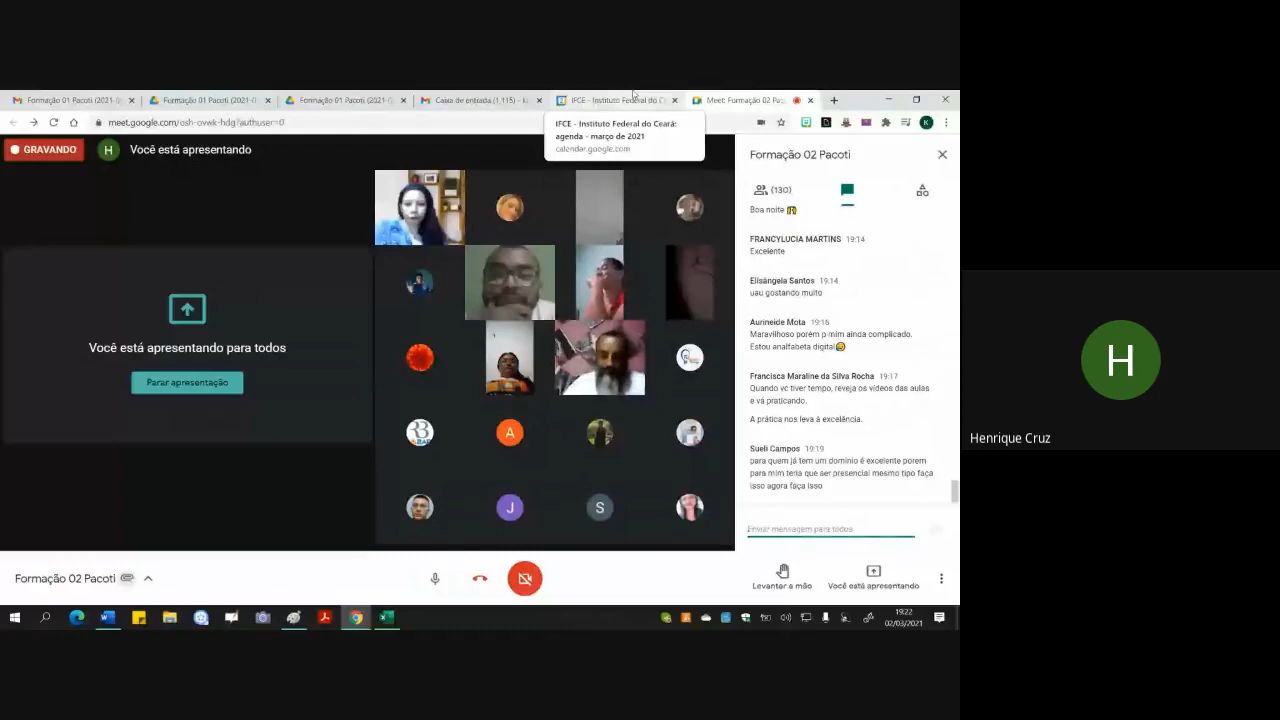 Formação 01 Pacoti (2021-0
Formação 01 Pacoti (2021-0
Formação 01 Pacoti (2021-0
Caixa de entrada (1,115) - k
IFCE - Instituto Federal do C
Meet: Formação 02 Pac
meet.google.com/osh-ovwk-hdg?authuser=0
K
IFCE - Instituto Federal do Ceará:
agenda - março de 2021
calendar.google.com
GRAVANDO
H
Você está apresentando
Você está apresentando para todos
Parar apresentação
A
J
S
Formação 02 Pacoti
(130)
Boa noite
FRANCYLUCIA MARTINS 19:14
Excelente
Elisângela Santos 19:14
uau gostando muito
Aurineide Mota 19:16
Maravilhoso porém p mim ainda complicado.
Estou analfabeta digital
Francisca Maraline da Silva Rocha 19:17
Quando vc tiver tempo, reveja os vídeos das aulas
e vá praticando.
A prática nos leva à excelência.
Sueli Campos 19:19
para quem já tem um domínio é excelente porem
para mim teria que ser presencial mesmo tipo faça
isso agora faça isso
Enviar mensagem para todos
Formação 02 Pacoti
Levantar a mão
Você está apresentando
19:22
02/03/2021
H
Henrique Cruz